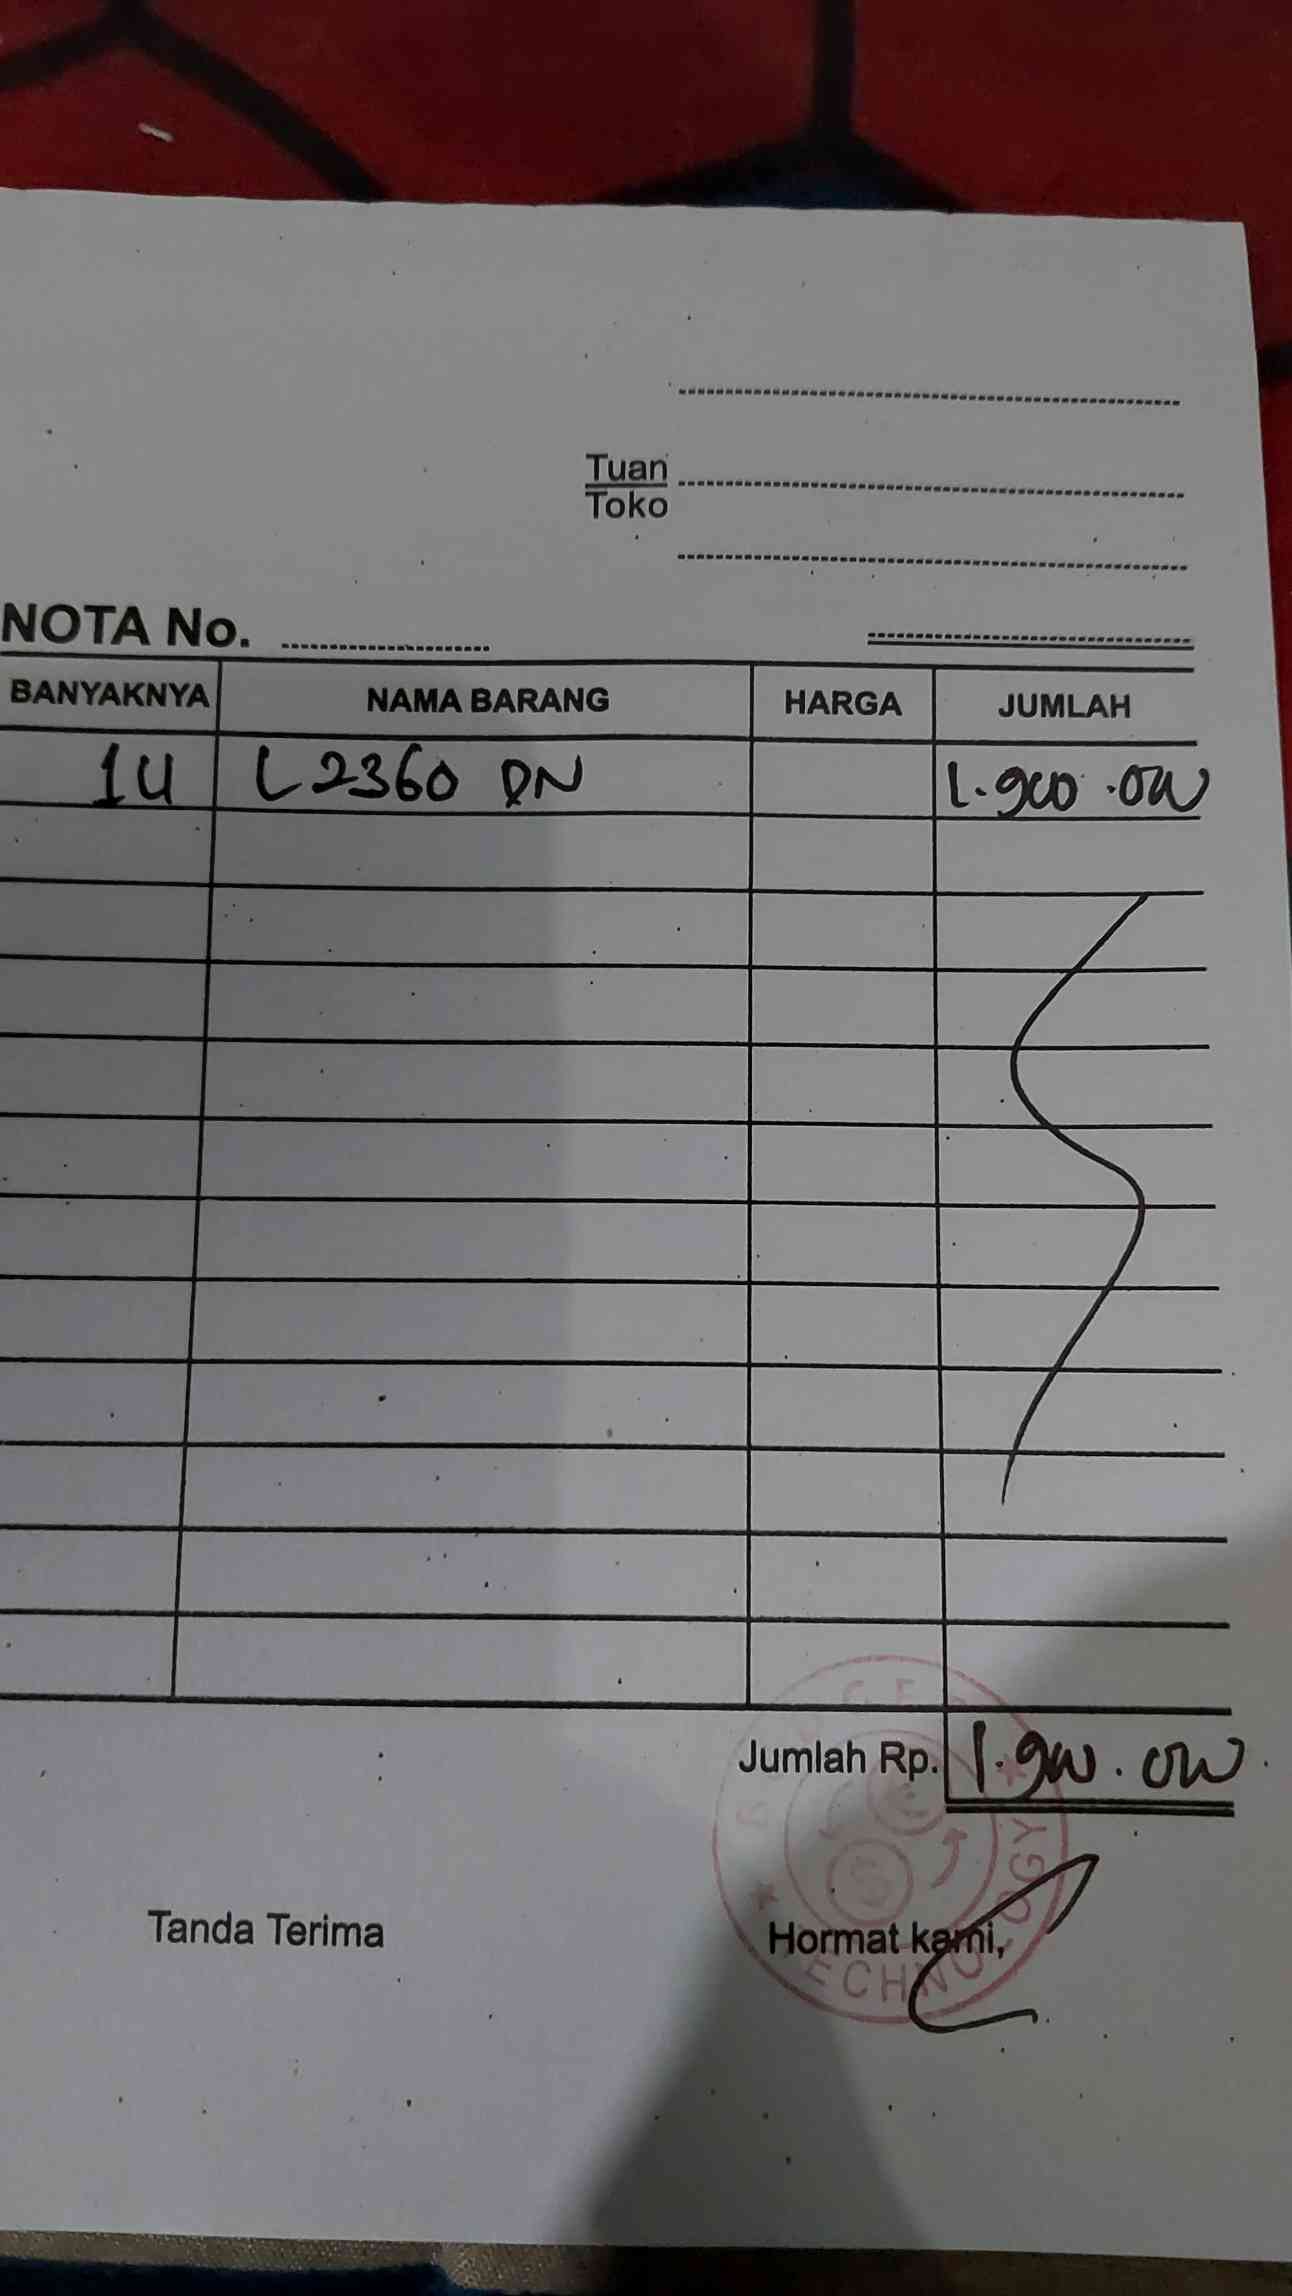 Tuan
Toko
NOTA No.
BANYAKNYA NAMA BARANG HARGA JUMLAH
1U L2360 DN 1.900.000
Jumlah Rp. 1.900.000
Tanda Terima Hormat kami,
TECHNOLOGY